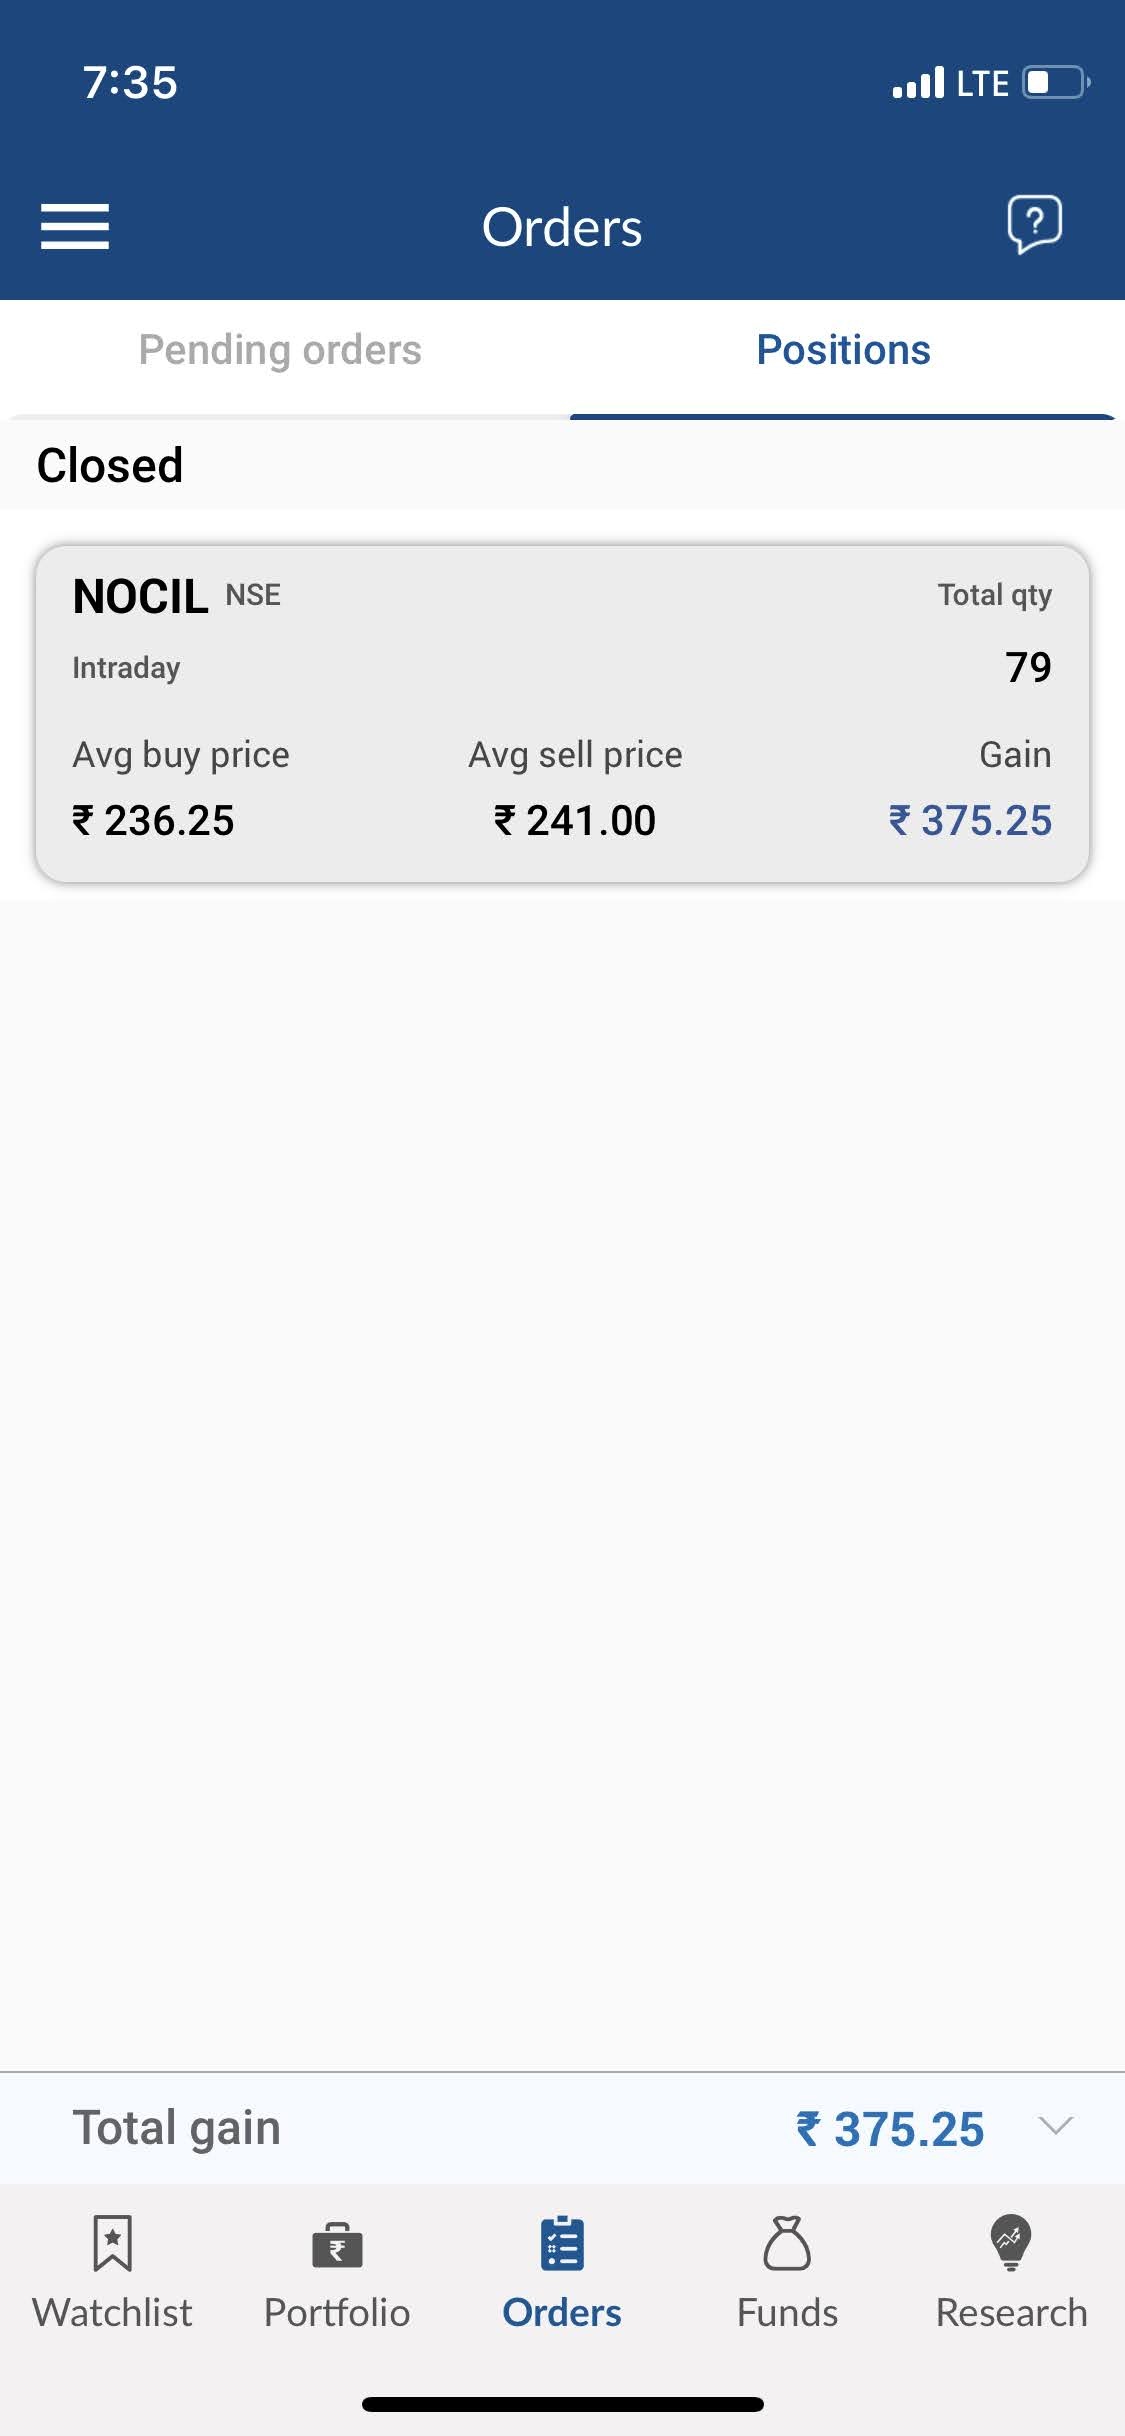 7:35 LTE
Orders
Pending orders Positions
Closed
NOCIL NSE Total qty
Intraday 79
Avg buy price Avg sell price Gain
₹ 236.25 ₹ 241.00 ₹ 375.25
Total gain ₹ 375.25
Watchlist Portfolio Orders Funds Research